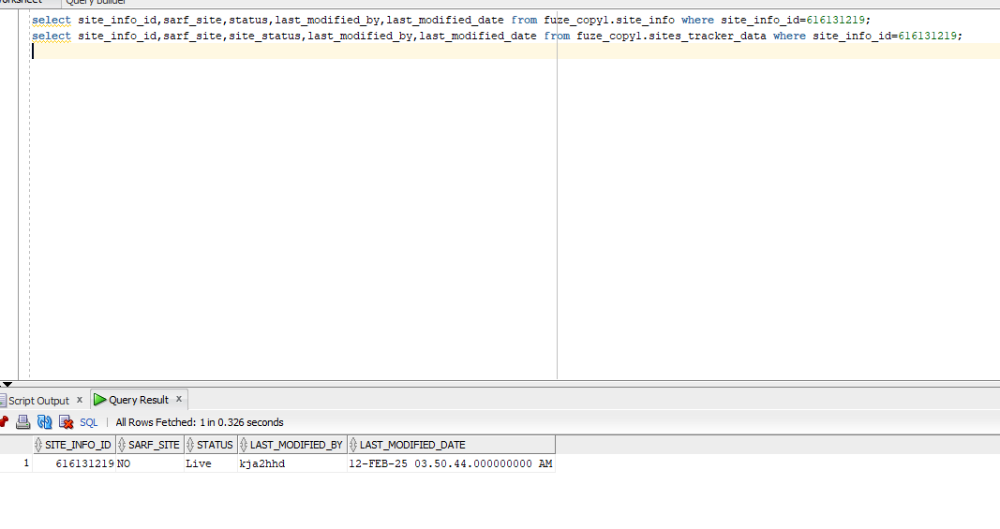 Query Builder
select site_info_id,sarf_site,status,last_modified_by,last_modified_date from fuze_copy1.site_info where site_info_id=616131219;
select site_info_id,sarf_site,site_status,last_modified_by,last_modified_date from fuze_copy1.sites_tracker_data where site_info_id=616131219;
Script Output x Query Result x
SQL | All Rows Fetched: 1 in 0.326 seconds
SITE_INFO_ID SARF_SITE STATUS LAST_MODIFIED_BY LAST_MODIFIED_DATE
1 616131219 NO Live kja2hhd 12-FEB-25 03.50.44.000000000 AM